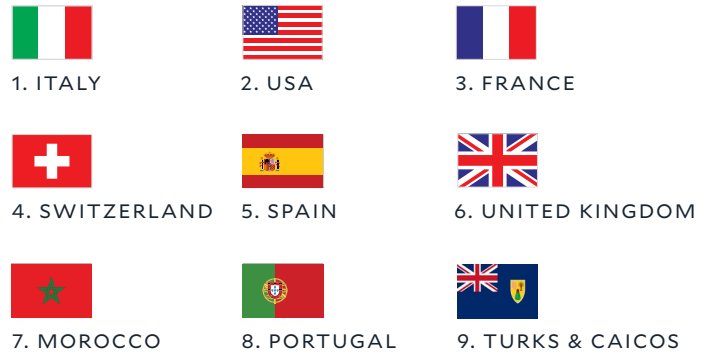 1. ITALY
2. USA
3. FRANCE
4. SWITZERLAND
5. SPAIN
6. UNITED KINGDOM
7. MOROCCO
8. PORTUGAL
9. TURKS & CAICOS